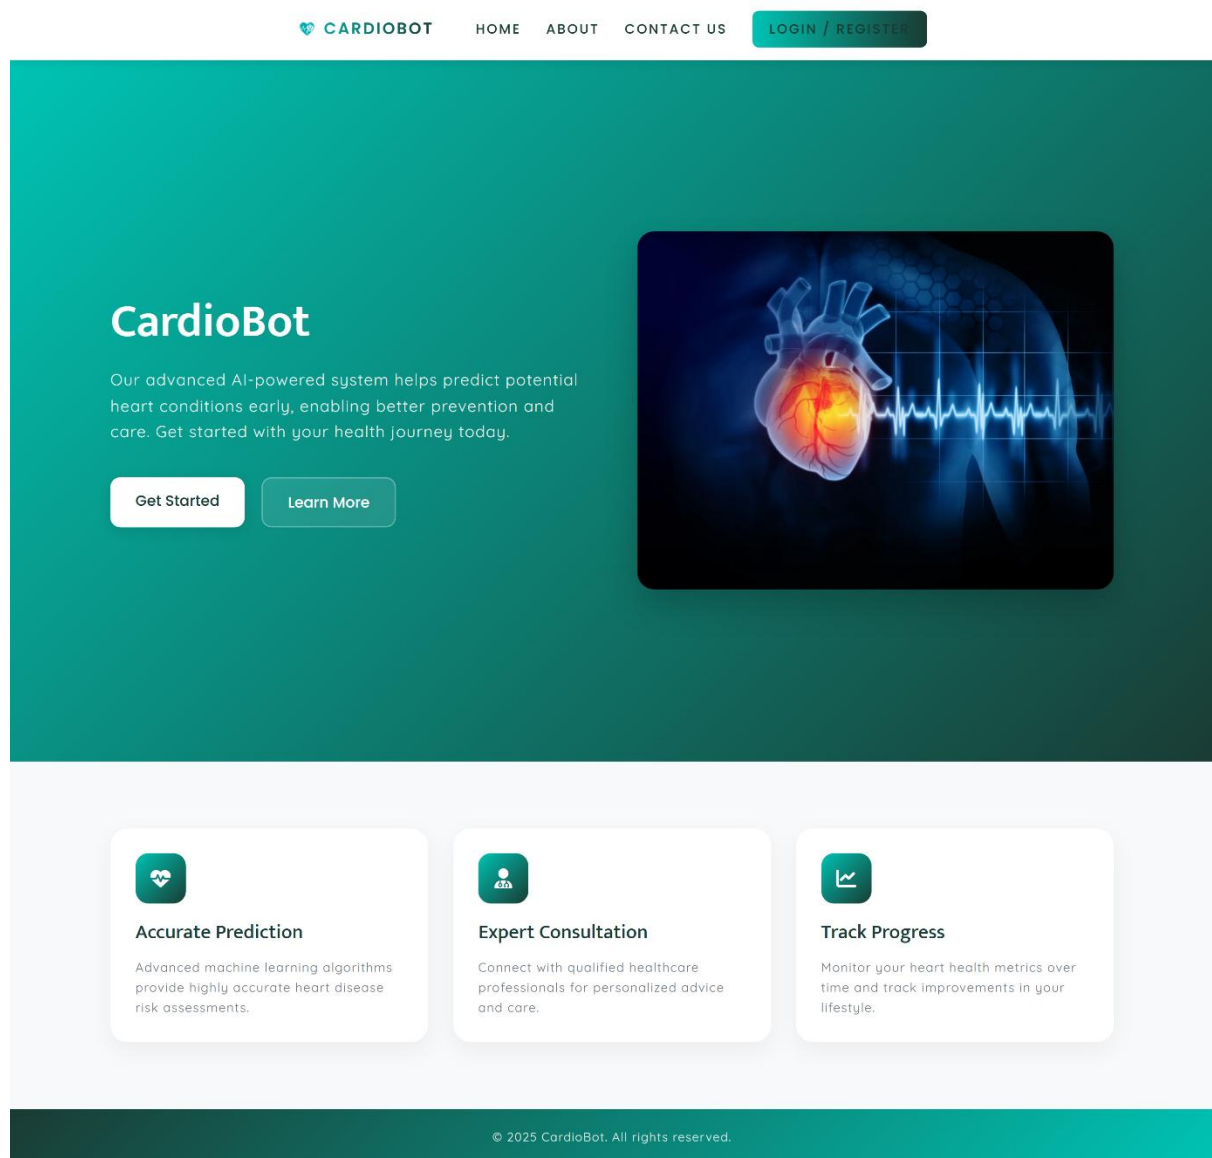 CARDIOBOT
HOME
ABOUT
CONTACT US
LOGIN / REGISTER
CardioBot
Our advanced AI-powered system helps predict potential
heart conditions early, enabling better prevention and
care. Get started with your health journey today.
Get Started
Learn More
Accurate Prediction
Advanced machine learning algorithms
provide highly accurate heart disease
risk assessments.
Expert Consultation
Connect with qualified healthcare
professionals for personalized advice
and care.
Track Progress
Monitor your heart health metrics over
time and track improvements in your
lifestyle.
© 2025 CardioBot. All rights reserved.